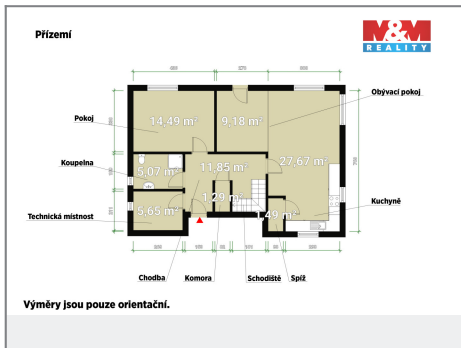 Přízemí
M&M
REALITY
Obývací pokoj
Pokoj
14,49 m²
9,18 m²
Koupelna
5,07 m²
11,85 m²
27,67 m²
1,29 m²
Kuchyně
Technická místnost
5,65 m²
1,49 m²
Chodba
Komora
Schodiště
Spíž
Výměry jsou pouze orientační.